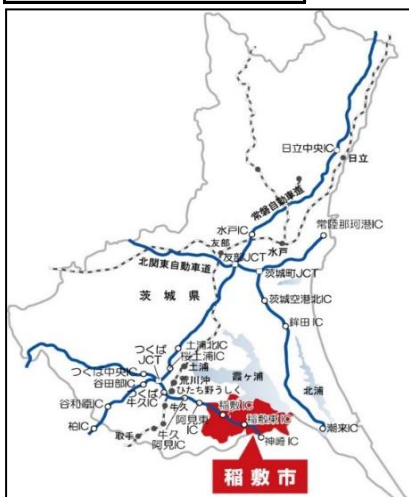 日立中央IC
日立
常磐自動車道
水戸IC
常陸那珂港IC
友部
水戸
友部JCT
北関東自動車道
茨城町JCT
茨城県
茨城空港北IC
鉾田IC
土浦北IC
つくばJCT
桜土浦IC
土浦
つくば中央IC
荒川沖
霞ヶ浦
谷田部IC
ひたち野うしく
北浦
つくば牛久IC
牛久
稲敷IC
谷和原IC
阿見東IC
稲敷東IC
潮来IC
柏IC
取手
牛久阿見IC
神崎IC
稲敷市